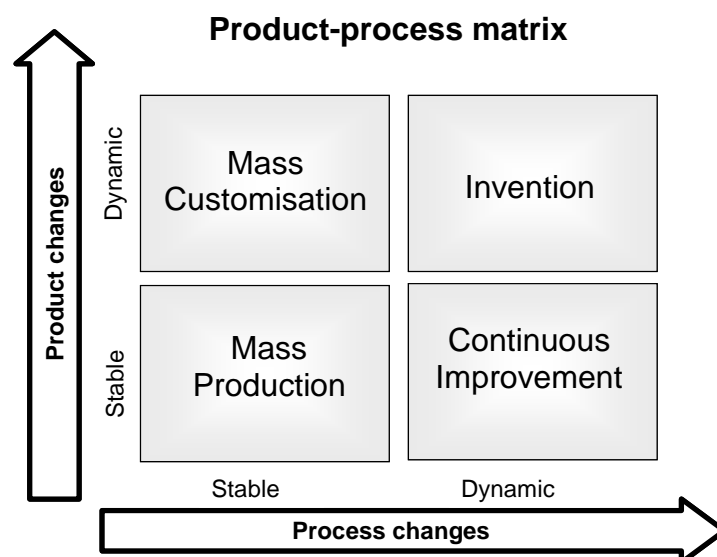 Product-process matrix
Product changes
Dynamic
Mass
Customisation
Invention
Stable
Mass
Production
Continuous
Improvement
Stable
Dynamic
Process changes